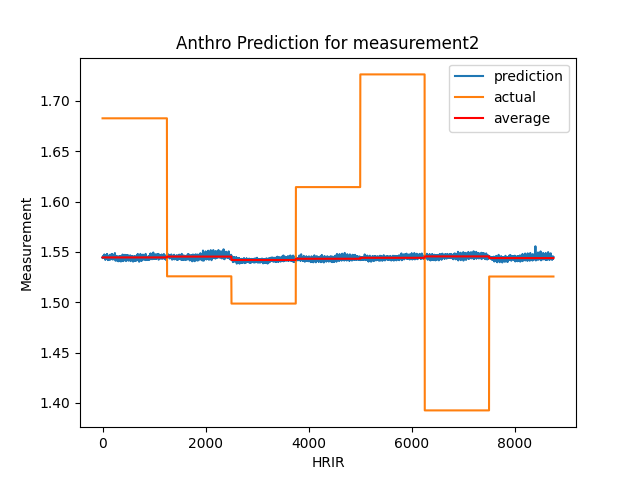 Anthro Prediction for measurement2
prediction
actual
average
Measurement
1.70
1.65
1.60
1.55
1.50
1.45
1.40
0
2000
4000
6000
8000
HRIR